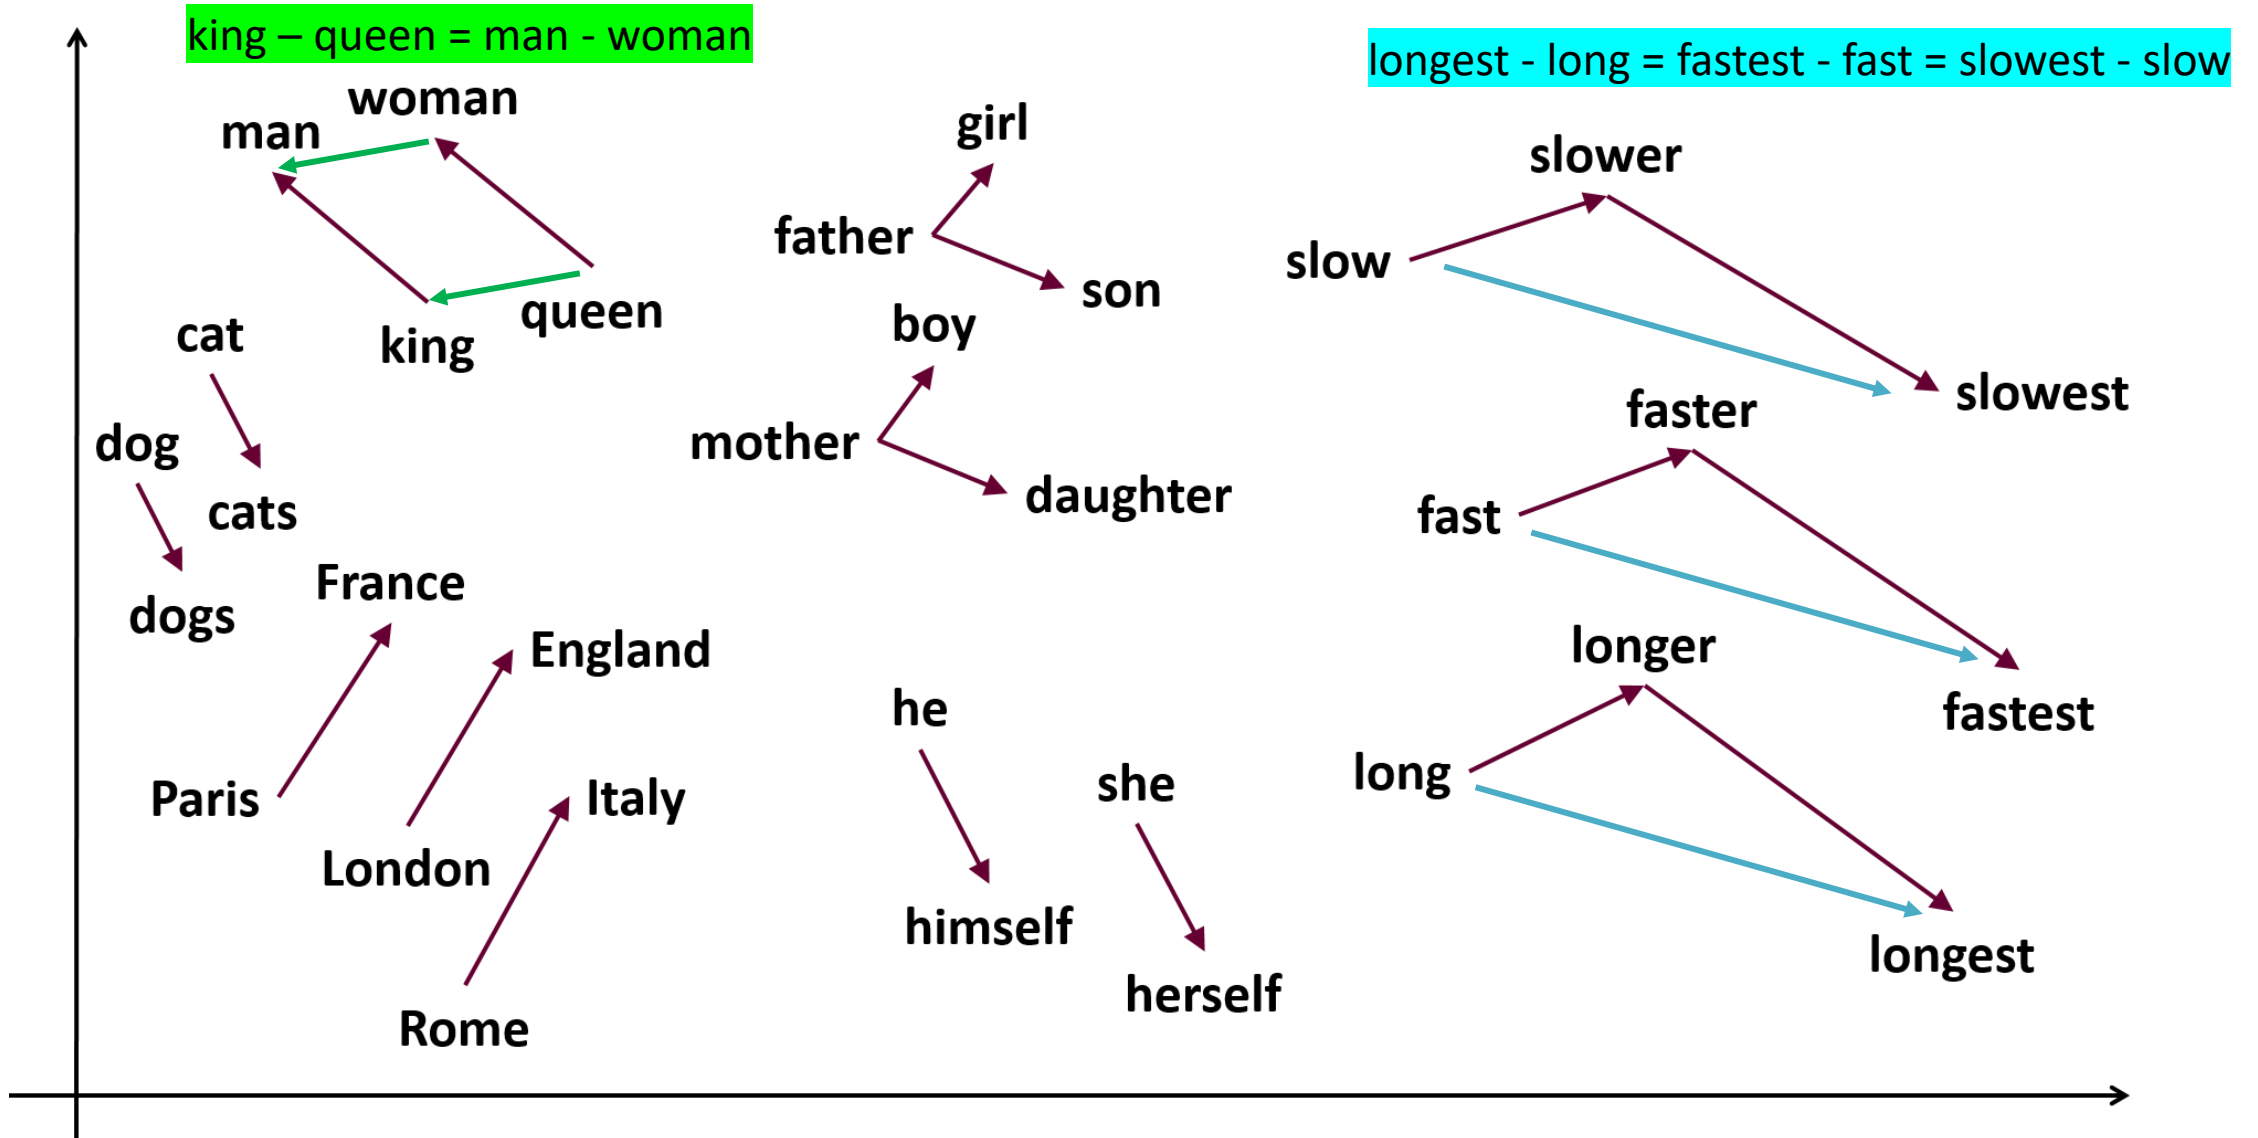 king – queen = man - woman
longest - long = fastest - fast = slowest - slow
woman
man
girl
slower
father
slow
son
queen
boy
cat
king
slowest
faster
dog
mother
daughter
cats
fast
France
dogs
England
longer
he
fastest
Paris
Italy
she
long
London
himself
longest
herself
Rome